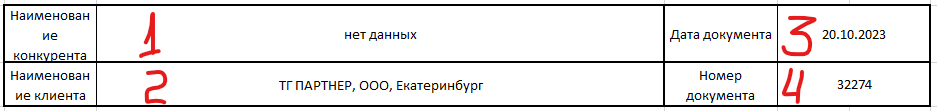 Наименован
ие
конкурента
1
нет данных
Дата документа
3
20.10.2023
Наименован
ие клиента
2
ТГ ПАРТНЕР, ООО, Екатеринбург
Номер
документа
4
32274